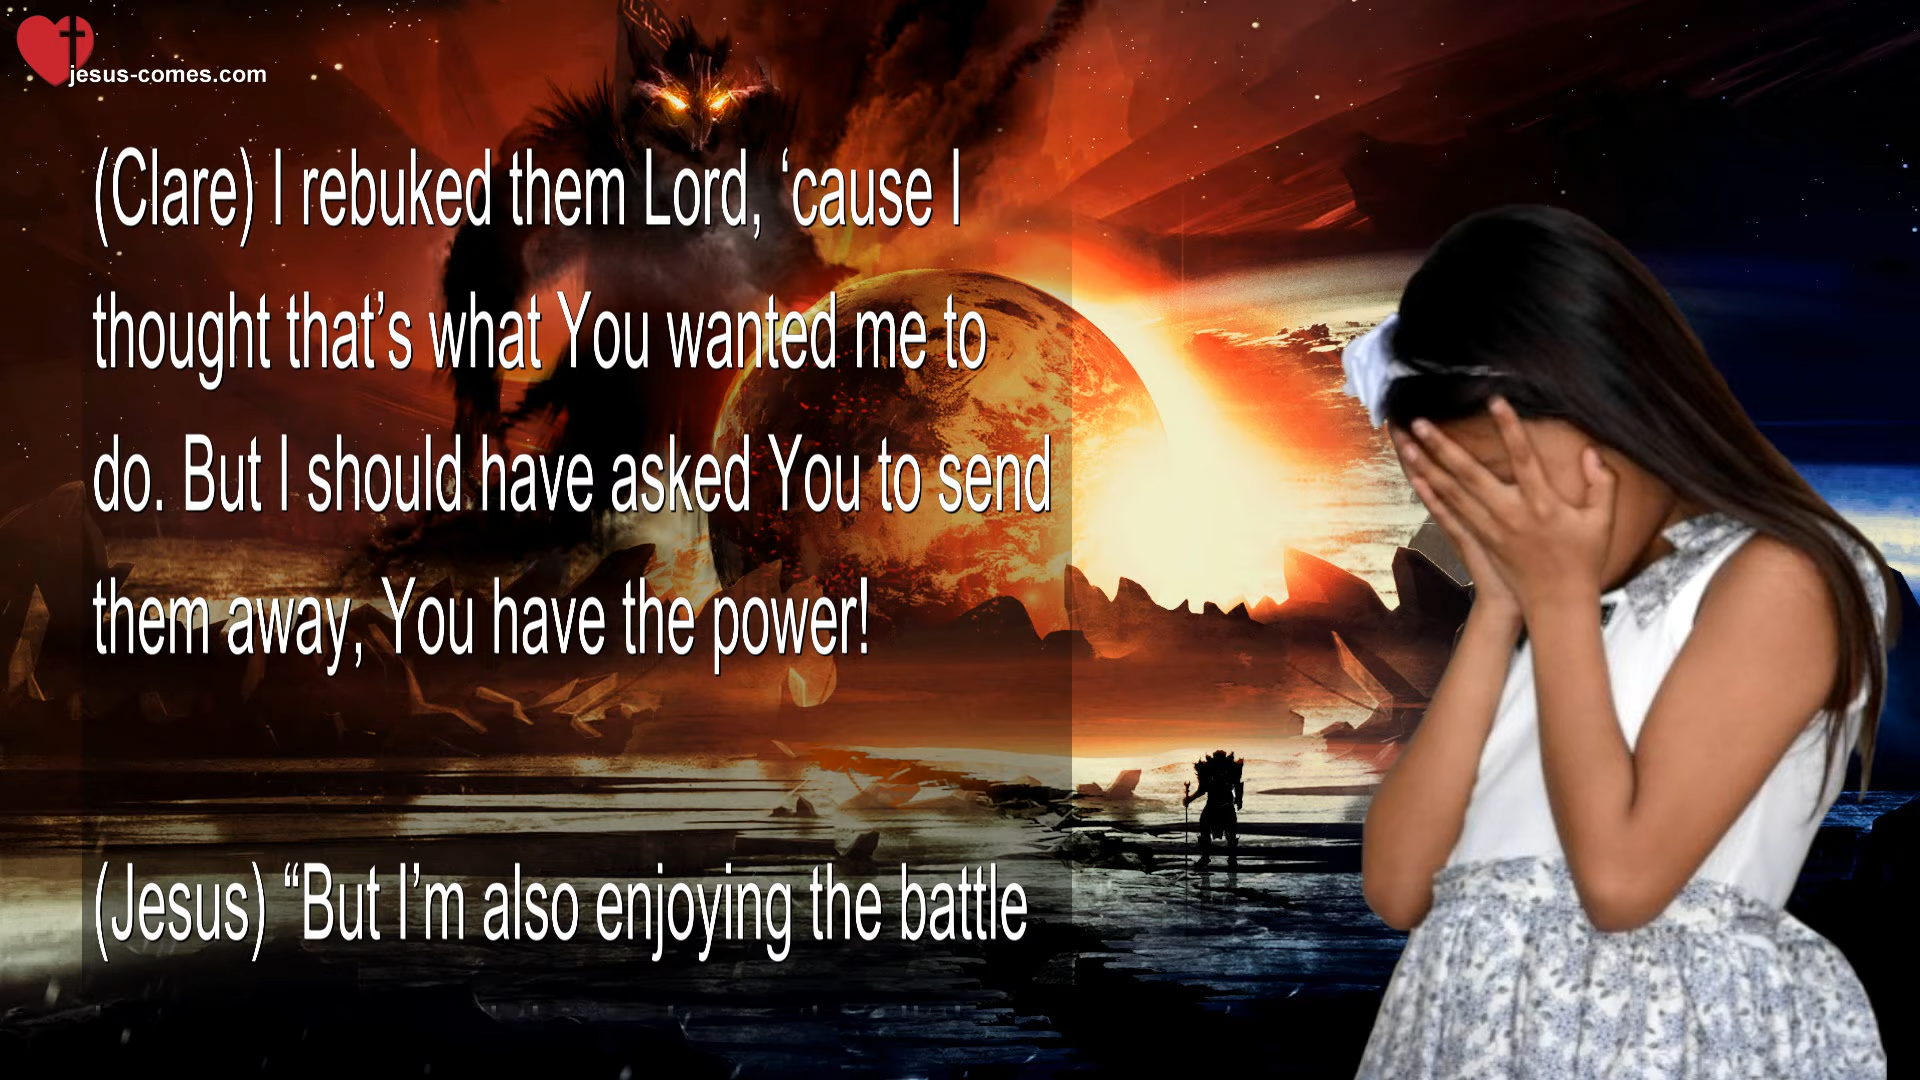 jesus-comes.com
(Clare) I rebuked them Lord, ‘cause I
thought that’s what You wanted me to
do. But I should have asked You to send
them away, You have the power!
(Jesus) “But I’m also enjoying the battle